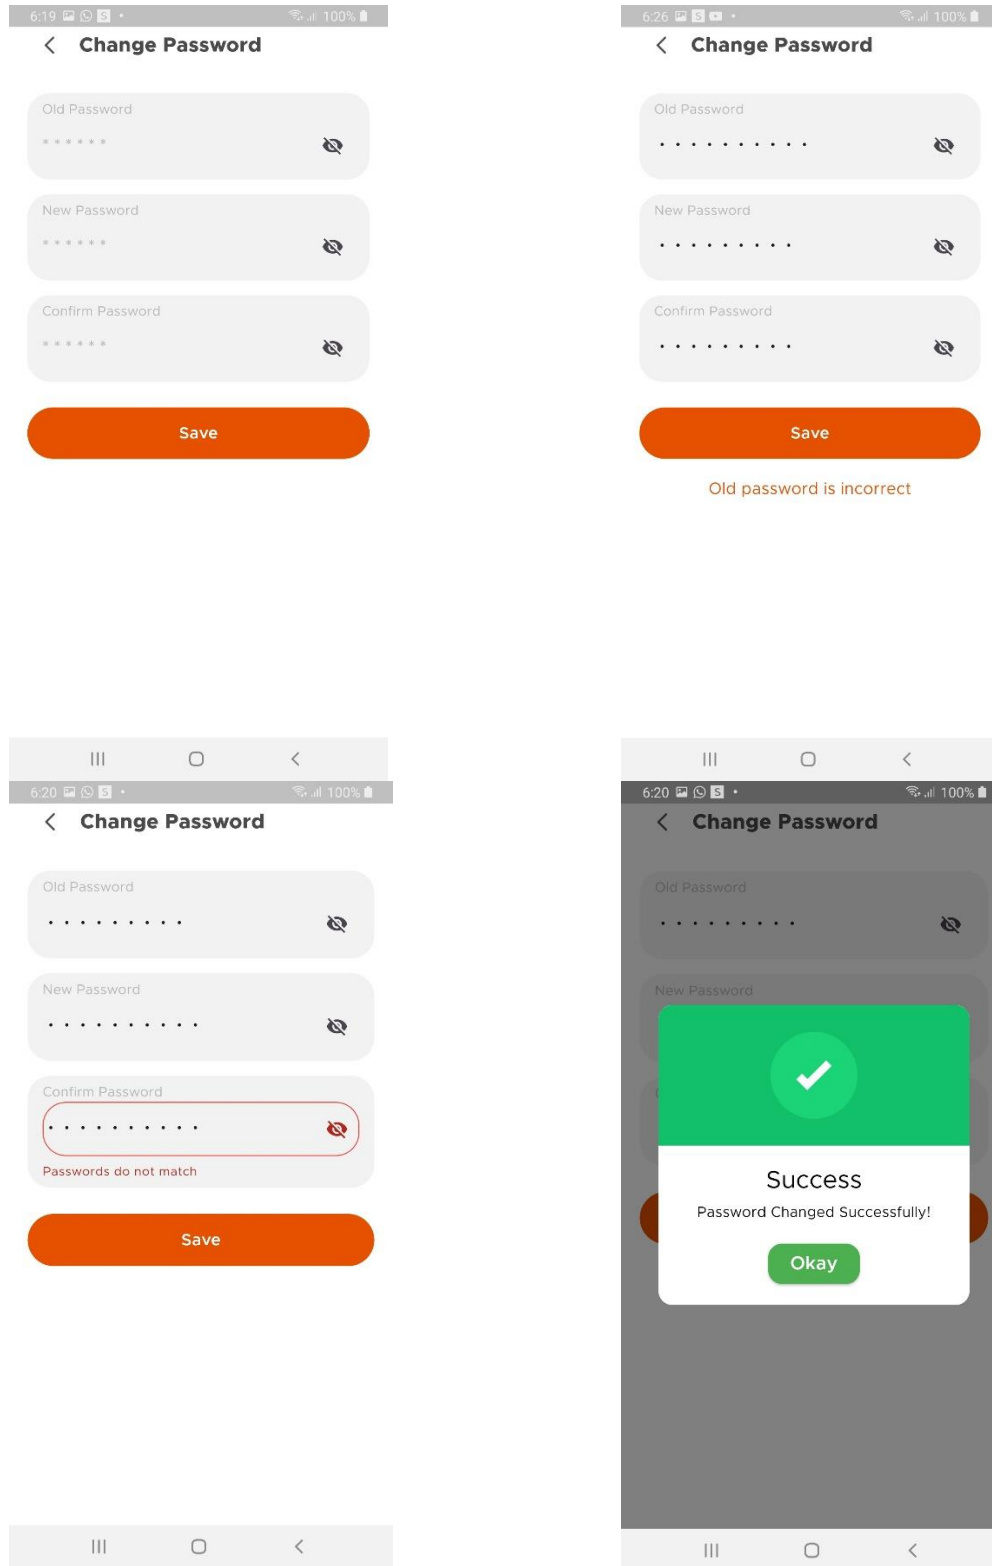 6:19 S 100%
Change Password
Old Password
******
New Password
******
Confirm Password
******
Save
6:26 S 100%
Change Password
Old Password
··········
New Password
·········
Confirm Password
·········
Save
Old password is incorrect
6:20 S 100%
Change Password
Old Password
·········
New Password
··········
Confirm Password
··········
Passwords do not match
Save
6:20 S 100%
Change Password
Old Password
·········
New Password
Success
Password Changed Successfully!
Okay